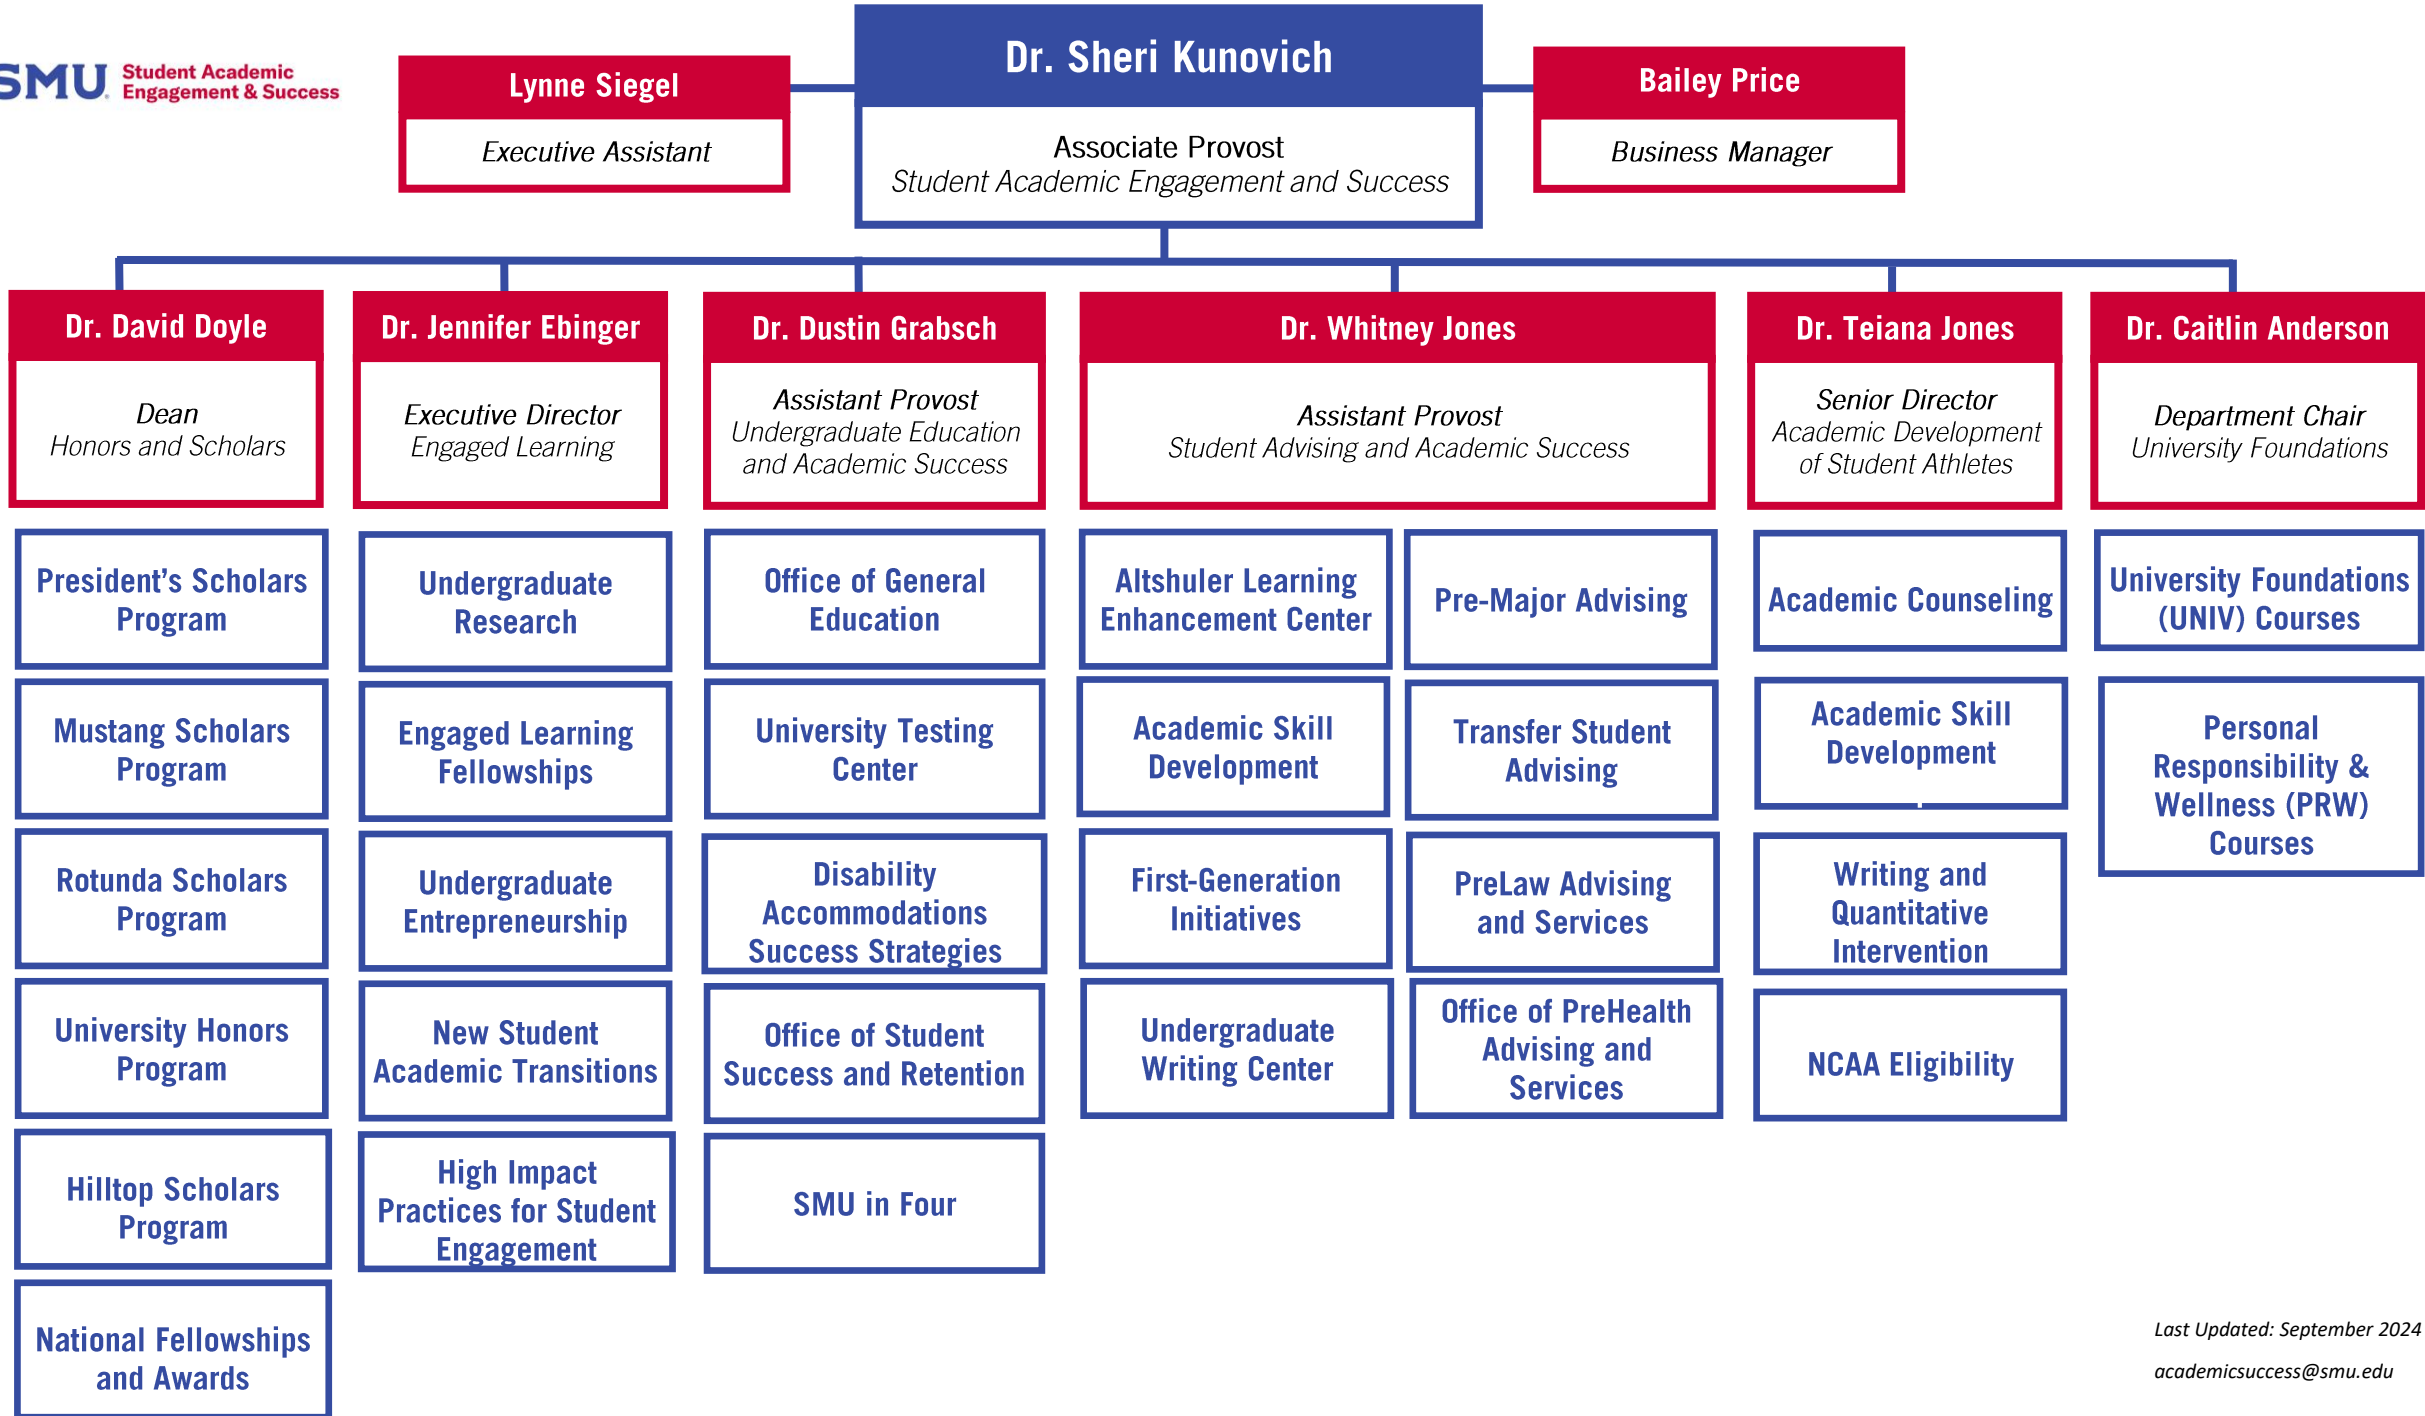 SMU Student Academic
Engagement & Success
Lynne Siegel
Executive Assistant
Dr. Sheri Kunovich
Associate Provost
Student Academic Engagement and Success
Bailey Price
Business Manager
Dr. David Doyle
Dean
Honors and Scholars
President's Scholars
Program
Mustang Scholars
Program
Rotunda Scholars
Program
University Honors
Program
Hilltop Scholars
Program
National Fellowships
and Awards
Dr. Jennifer Ebinger
Executive Director
Engaged Learning
Undergraduate
Research
Engaged Learning
Fellowships
Undergraduate
Entrepreneurship
New Student
Academic Transitions
High Impact
Practices for Student
Engagement
Dr. Dustin Grabsch
Assistant Provost
Undergraduate Education
and Academic Success
Office of General
Education
University Testing
Center
Disability
Accommodations
Success Strategies
Office of Student
Success and Retention
SMU in Four
Dr. Whitney Jones
Assistant Provost
Student Advising and Academic Success
Altshuler Learning
Enhancement Center
Academic Skill
Development
First-Generation
Initiatives
Undergraduate
Writing Center
Pre-Major Advising
Transfer Student
Advising
PreLaw Advising
and Services
Office of PreHealth
Advising and
Services
Dr. Teiana Jones
Senior Director
Academic Development
of Student Athletes
Academic Counseling
Academic Skill
Development
Writing and
Quantitative
Intervention
NCAA Eligibility
Dr. Caitlin Anderson
Department Chair
University Foundations
University Foundations
(UNIV) Courses
Personal
Responsibility &
Wellness (PRW)
Courses
Last Updated: September 2024
academicsuccess@smu.edu